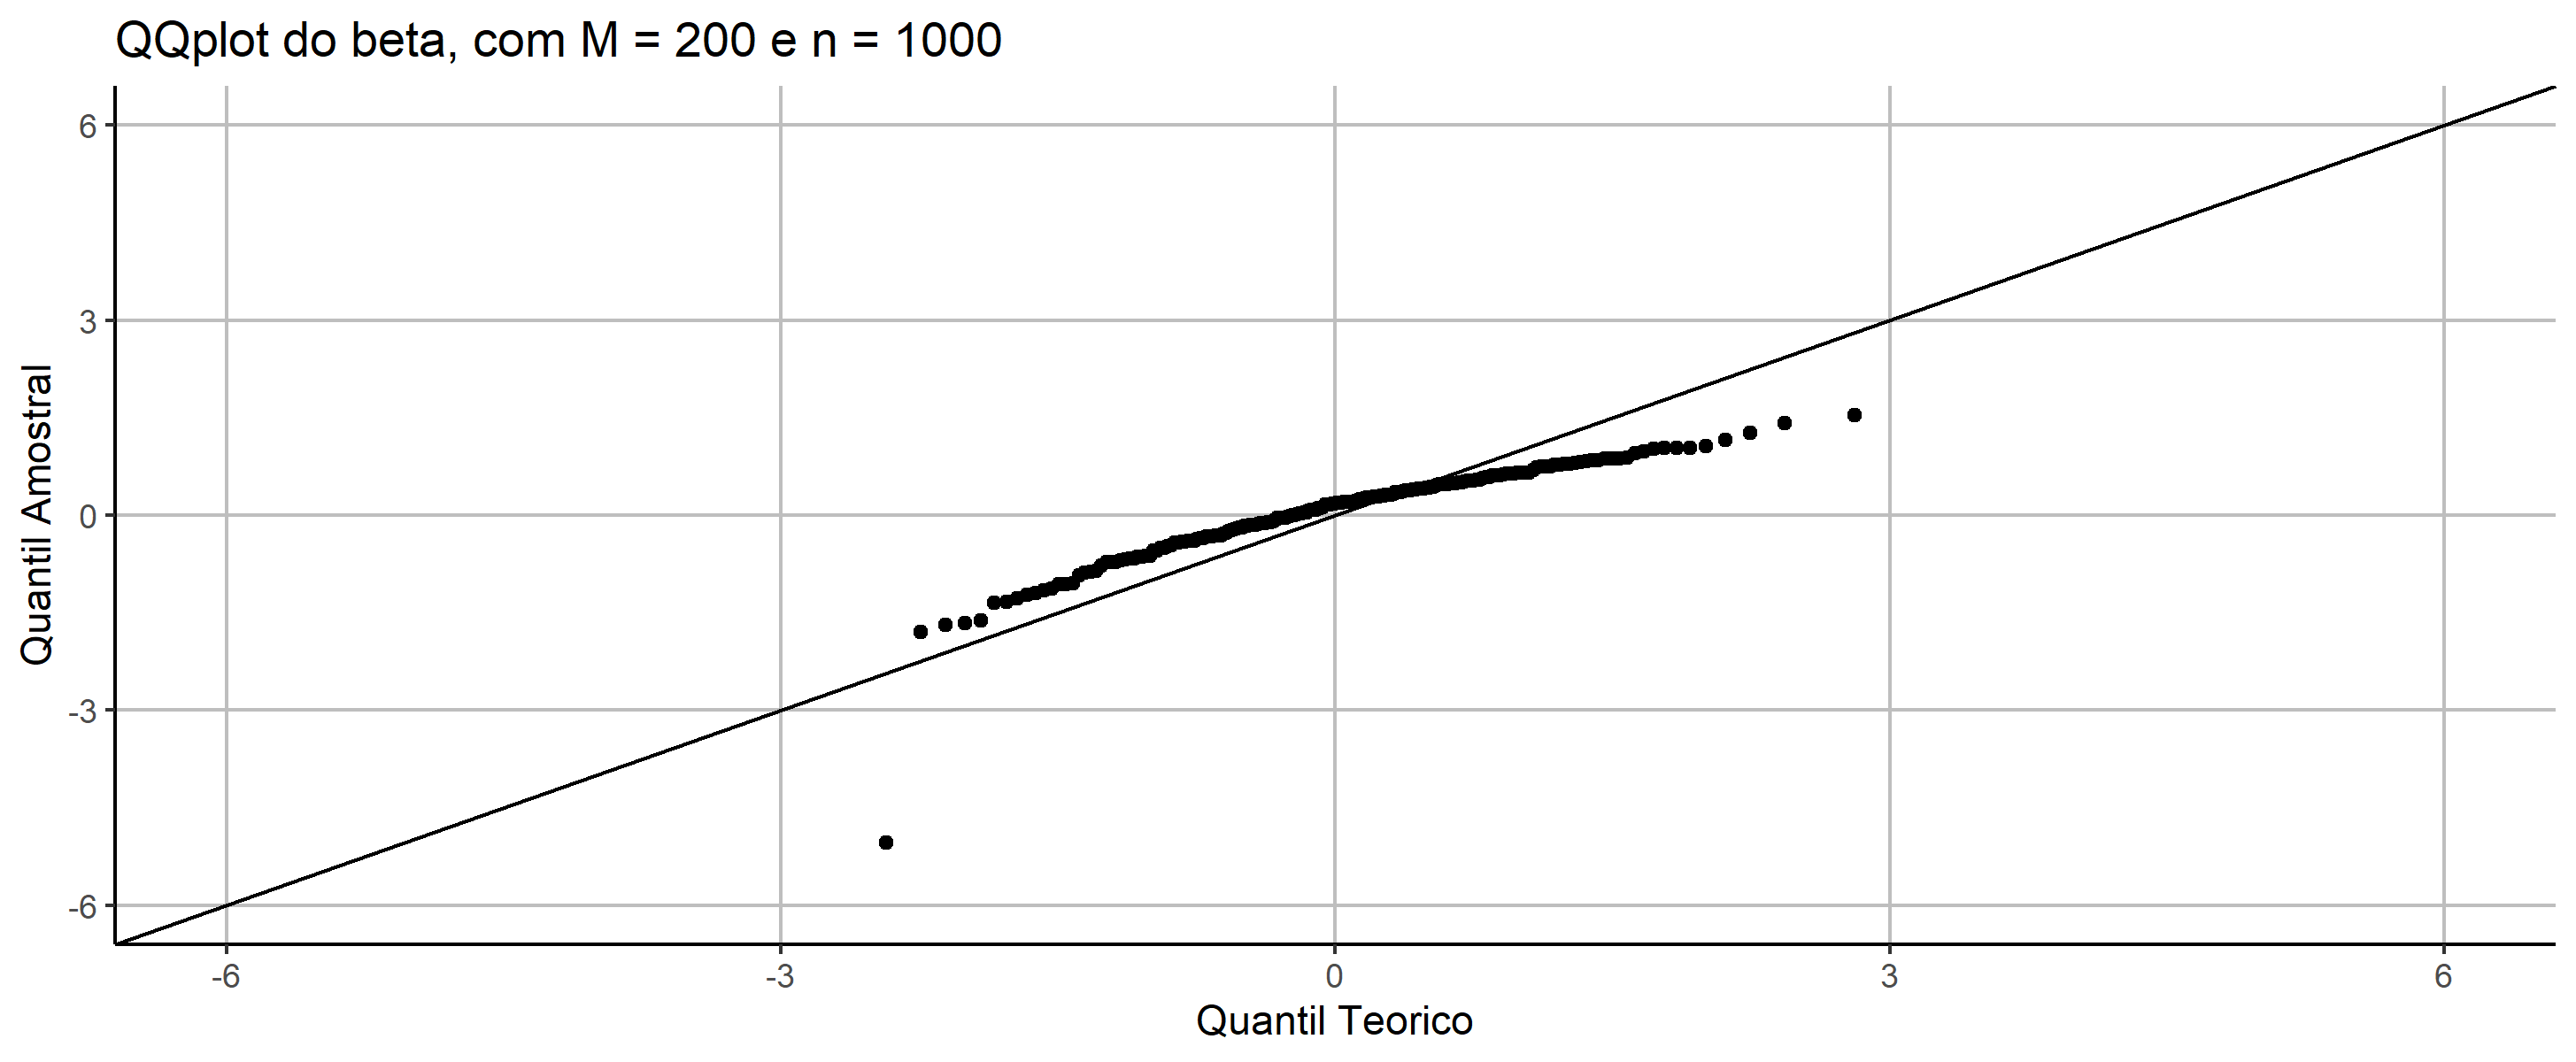 QQplot do beta, com M = 200 e n = 1000
6
3
0
-3
-6
Quantil Amostral
-6 -3 0 3 6
Quantil Teorico